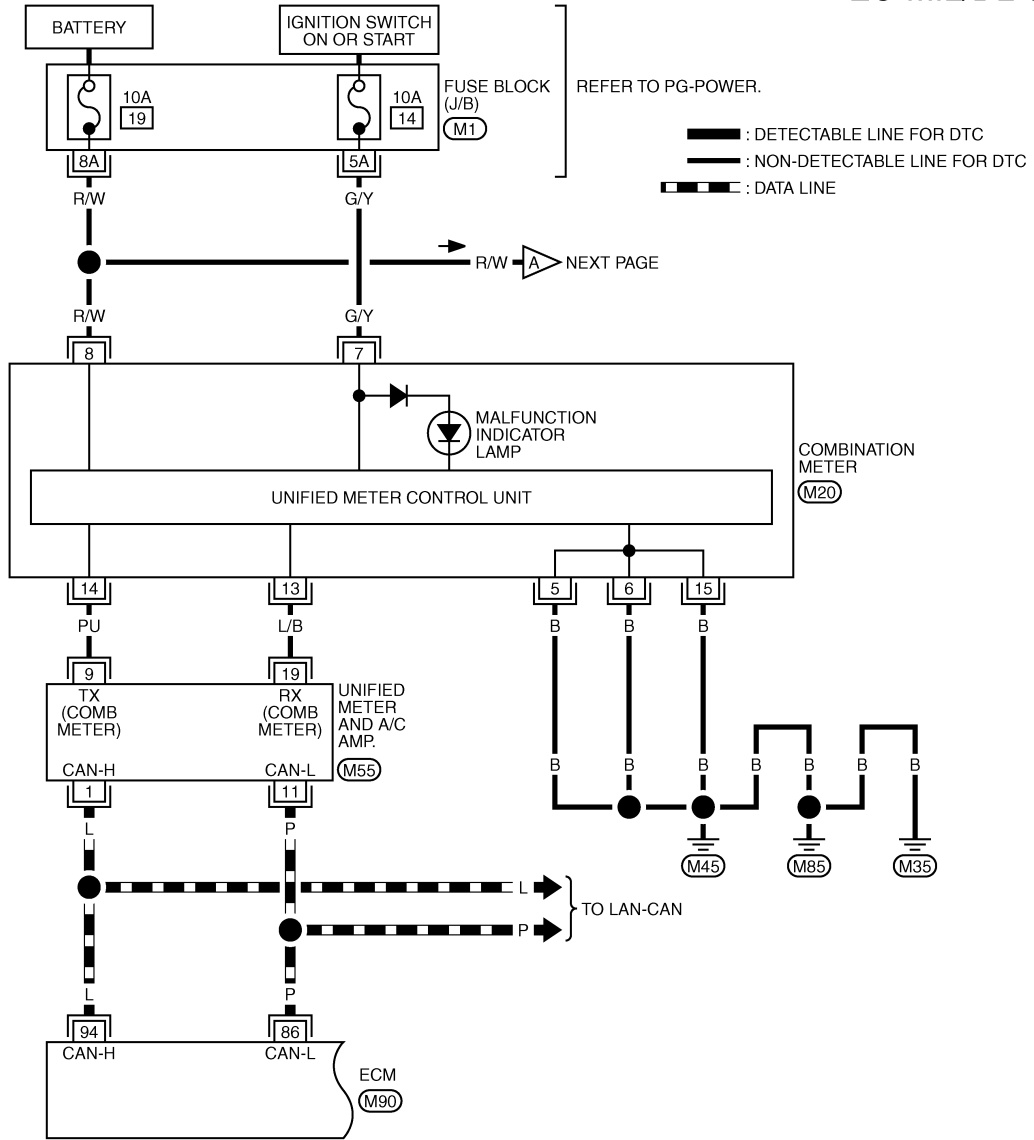 BATTERY
IGNITION SWITCH
ON OR START
10A
19
10A
14
FUSE BLOCK
(J/B)
M1
REFER TO PG-POWER.
: DETECTABLE LINE FOR DTC
: NON-DETECTABLE LINE FOR DTC
: DATA LINE
8A
5A
R/W
G/Y
R/W
A
NEXT PAGE
R/W
G/Y
8
7
MALFUNCTION
INDICATOR
LAMP
COMBINATION
METER
M20
UNIFIED METER CONTROL UNIT
14
13
5
6
15
PU
L/B
B
B
B
9
19
TX
(COMB
METER)
RX
(COMB
METER)
UNIFIED
METER
AND A/C
AMP.
M55
CAN-H
CAN-L
1
11
B
B
B
B
B
B
B
M45
M85
M35
L
P
L
P
TO LAN-CAN
L
P
94
86
CAN-H
CAN-L
ECM
M90